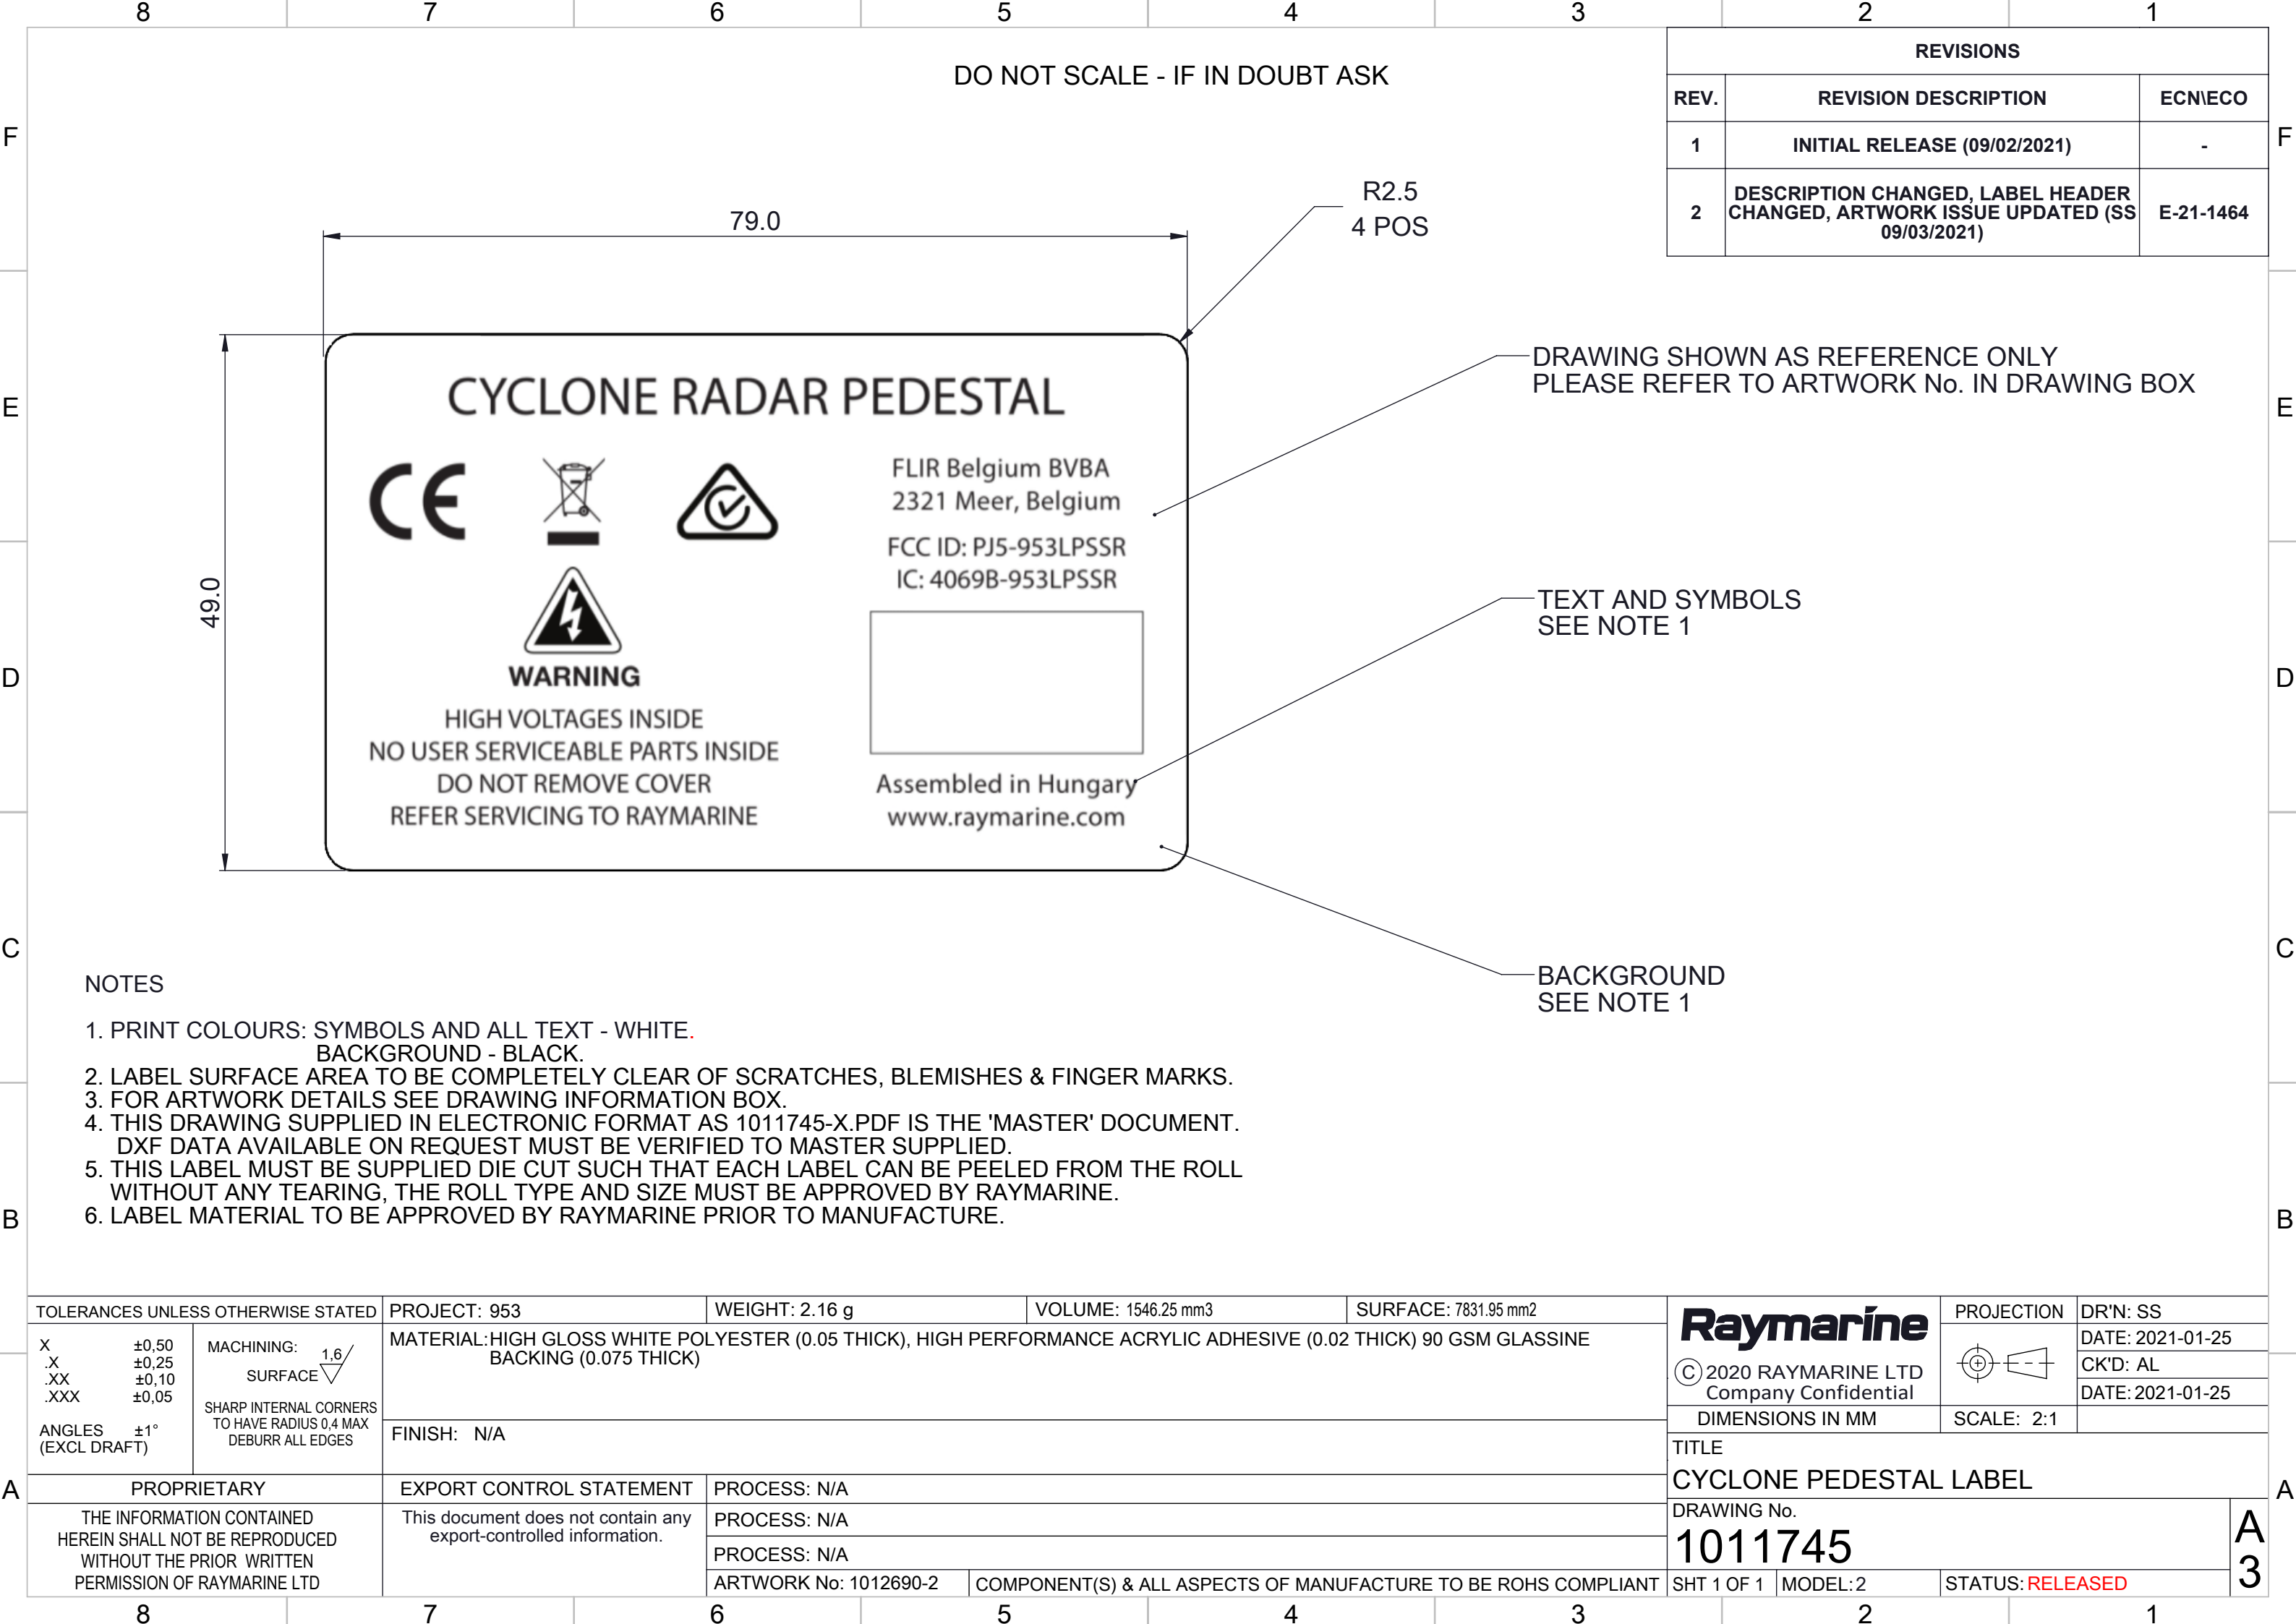 8 7 6 5 4 3 2 1
DO NOT SCALE - IF IN DOUBT ASK
REVISIONS
REV. REVISION DESCRIPTION ECN\ECO
1 INITIAL RELEASE (09/02/2021) -
2 DESCRIPTION CHANGED, LABEL HEADER
CHANGED, ARTWORK ISSUE UPDATED (SS
09/03/2021)
E-21-1464
F F
R2.5
4 POS
79.0
DRAWING SHOWN AS REFERENCE ONLY
PLEASE REFER TO ARTWORK No. IN DRAWING BOX
E E
CYCLONE RADAR PEDESTAL
CE
FLIR Belgium BVBA
2321 Meer, Belgium
FCC ID: PJ5-953LPSSR
IC: 4069B-953LPSSR
49.0
TEXT AND SYMBOLS
SEE NOTE 1
D D
WARNING
HIGH VOLTAGES INSIDE
NO USER SERVICEABLE PARTS INSIDE
DO NOT REMOVE COVER
REFER SERVICING TO RAYMARINE
Assembled in Hungary
www.raymarine.com
C C
BACKGROUND
SEE NOTE 1
NOTES
1. PRINT COLOURS: SYMBOLS AND ALL TEXT - WHITE.
BACKGROUND - BLACK.
2. LABEL SURFACE AREA TO BE COMPLETELY CLEAR OF SCRATCHES, BLEMISHES & FINGER MARKS.
3. FOR ARTWORK DETAILS SEE DRAWING INFORMATION BOX.
4. THIS DRAWING SUPPLIED IN ELECTRONIC FORMAT AS 1011745-X.PDF IS THE 'MASTER' DOCUMENT.
DXF DATA AVAILABLE ON REQUEST MUST BE VERIFIED TO MASTER SUPPLIED.
5. THIS LABEL MUST BE SUPPLIED DIE CUT SUCH THAT EACH LABEL CAN BE PEELED FROM THE ROLL
WITHOUT ANY TEARING, THE ROLL TYPE AND SIZE MUST BE APPROVED BY RAYMARINE.
6. LABEL MATERIAL TO BE APPROVED BY RAYMARINE PRIOR TO MANUFACTURE.
B B
TOLERANCES UNLESS OTHERWISE STATED
X ±0,50
.X ±0,25
.XX ±0,10
.XXX ±0,05
ANGLES ±1°
(EXCL DRAFT)
MACHINING:
1,6
SURFACE
SHARP INTERNAL CORNERS
TO HAVE RADIUS 0,4 MAX
DEBURR ALL EDGES
PROJECT: 953
WEIGHT: 2.16 g
VOLUME: 1546.25 mm3
SURFACE: 7831.95 mm2
MATERIAL: HIGH GLOSS WHITE POLYESTER (0.05 THICK), HIGH PERFORMANCE ACRYLIC ADHESIVE (0.02 THICK) 90 GSM GLASSINE
BACKING (0.075 THICK)
FINISH: N/A
Raymarine
© 2020 RAYMARINE LTD
Company Confidential
DIMENSIONS IN MM
PROJECTION
SCALE: 2:1
DR'N: SS
DATE: 2021-01-25
CK'D: AL
DATE: 2021-01-25
TITLE
CYCLONE PEDESTAL LABEL
A A
PROPRIETARY
THE INFORMATION CONTAINED
HEREIN SHALL NOT BE REPRODUCED
WITHOUT THE PRIOR WRITTEN
PERMISSION OF RAYMARINE LTD
EXPORT CONTROL STATEMENT
This document does not contain any
export-controlled information.
PROCESS: N/A
PROCESS: N/A
PROCESS: N/A
ARTWORK No: 1012690-2
COMPONENT(S) & ALL ASPECTS OF MANUFACTURE TO BE ROHS COMPLIANT
DRAWING No.
1011745
A
3
SHT 1 OF 1
MODEL: 2
STATUS: RELEASED
8 7 6 5 4 3 2 1